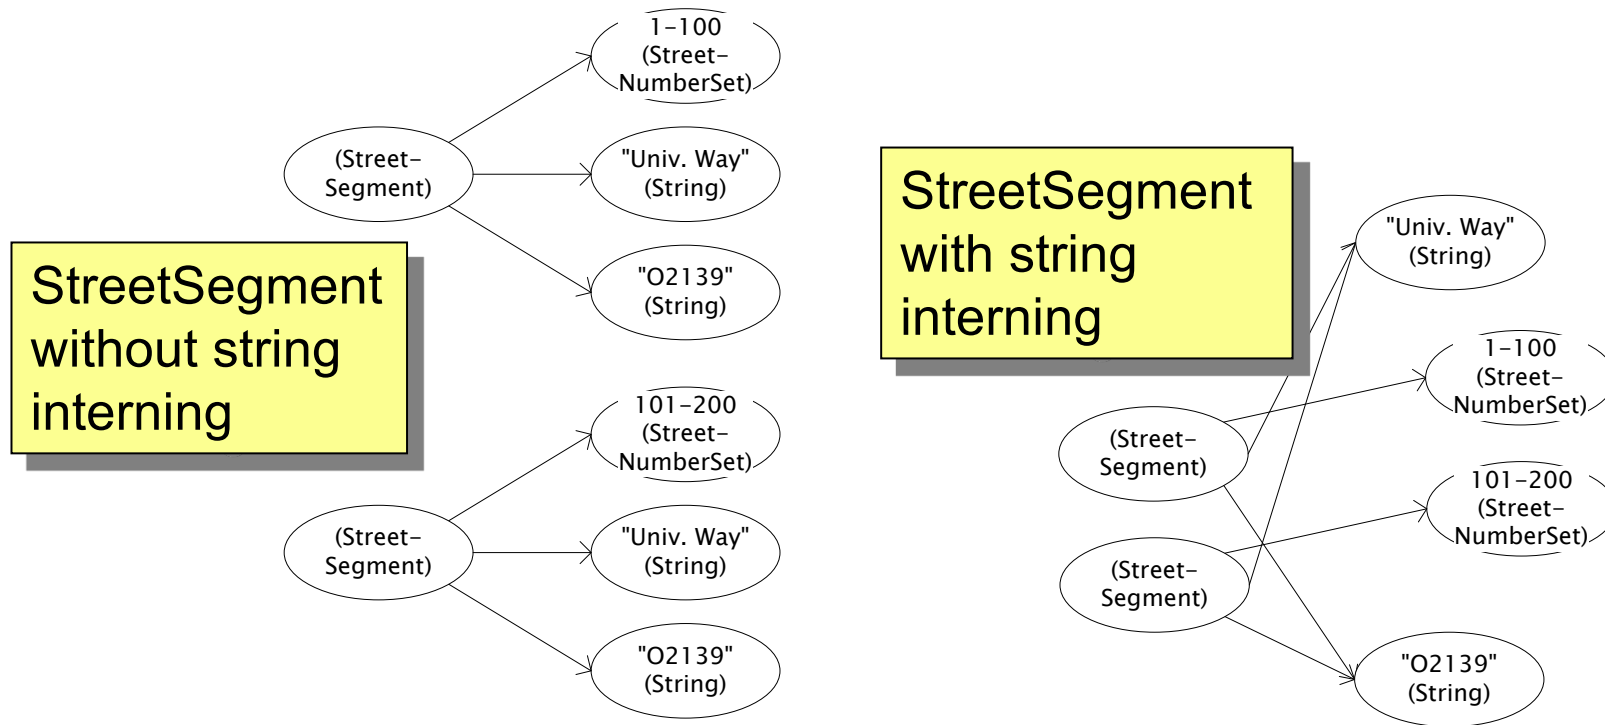 1–100
(Street–
NumberSet)
(Street–
Segment)
"Univ. Way"
(String)
"O2139"
(String)
StreetSegment
without string
interning
101–200
(Street–
NumberSet)
(Street–
Segment)
"Univ. Way"
(String)
"O2139"
(String)
StreetSegment
with string
interning
"Univ. Way"
(String)
1–100
(Street–
NumberSet)
(Street–
Segment)
101–200
(Street–
NumberSet)
(Street–
Segment)
"O2139"
(String)